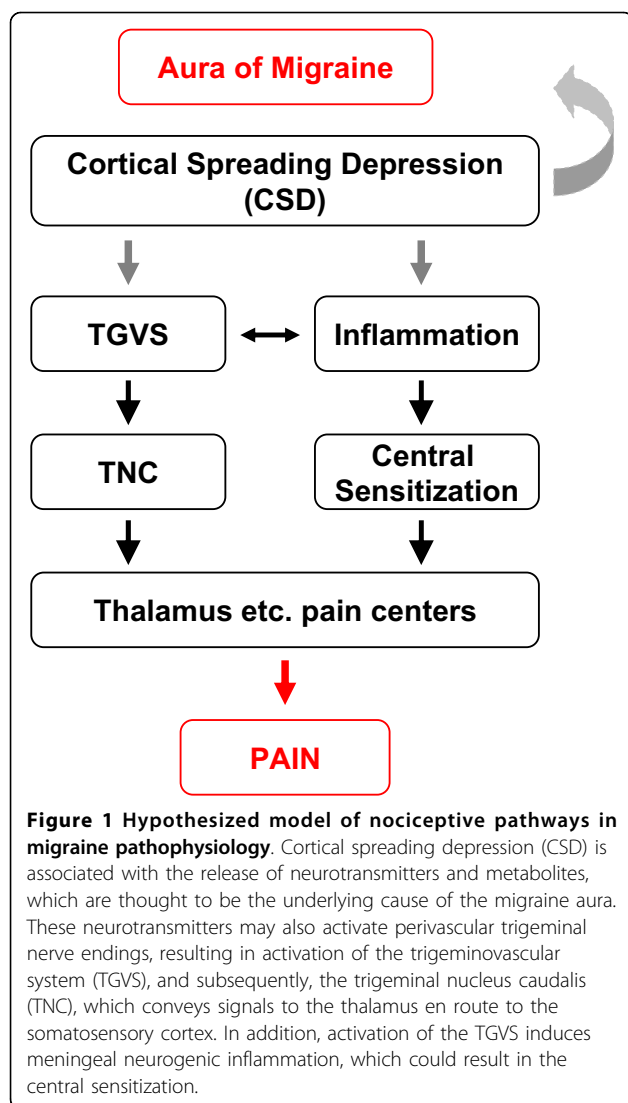 Aura of Migraine
Cortical Spreading Depression
(CSD)
TGVS
Inflammation
TNC
Central
Sensitization
Thalamus etc. pain centers
PAIN
Figure 1 Hypothesized model of nociceptive pathways in
migraine pathophysiology. Cortical spreading depression (CSD) is
associated with the release of neurotransmitters and metabolites,
which are thought to be the underlying cause of the migraine aura.
These neurotransmitters may also activate perivascular trigeminal
nerve endings, resulting in activation of the trigeminovascular
system (TGVS), and subsequently, the trigeminal nucleus caudalis
(TNC), which conveys signals to the thalamus en route to the
somatosensory cortex. In addition, activation of the TGVS induces
meningeal neurogenic inflammation, which could result in the
central sensitization.